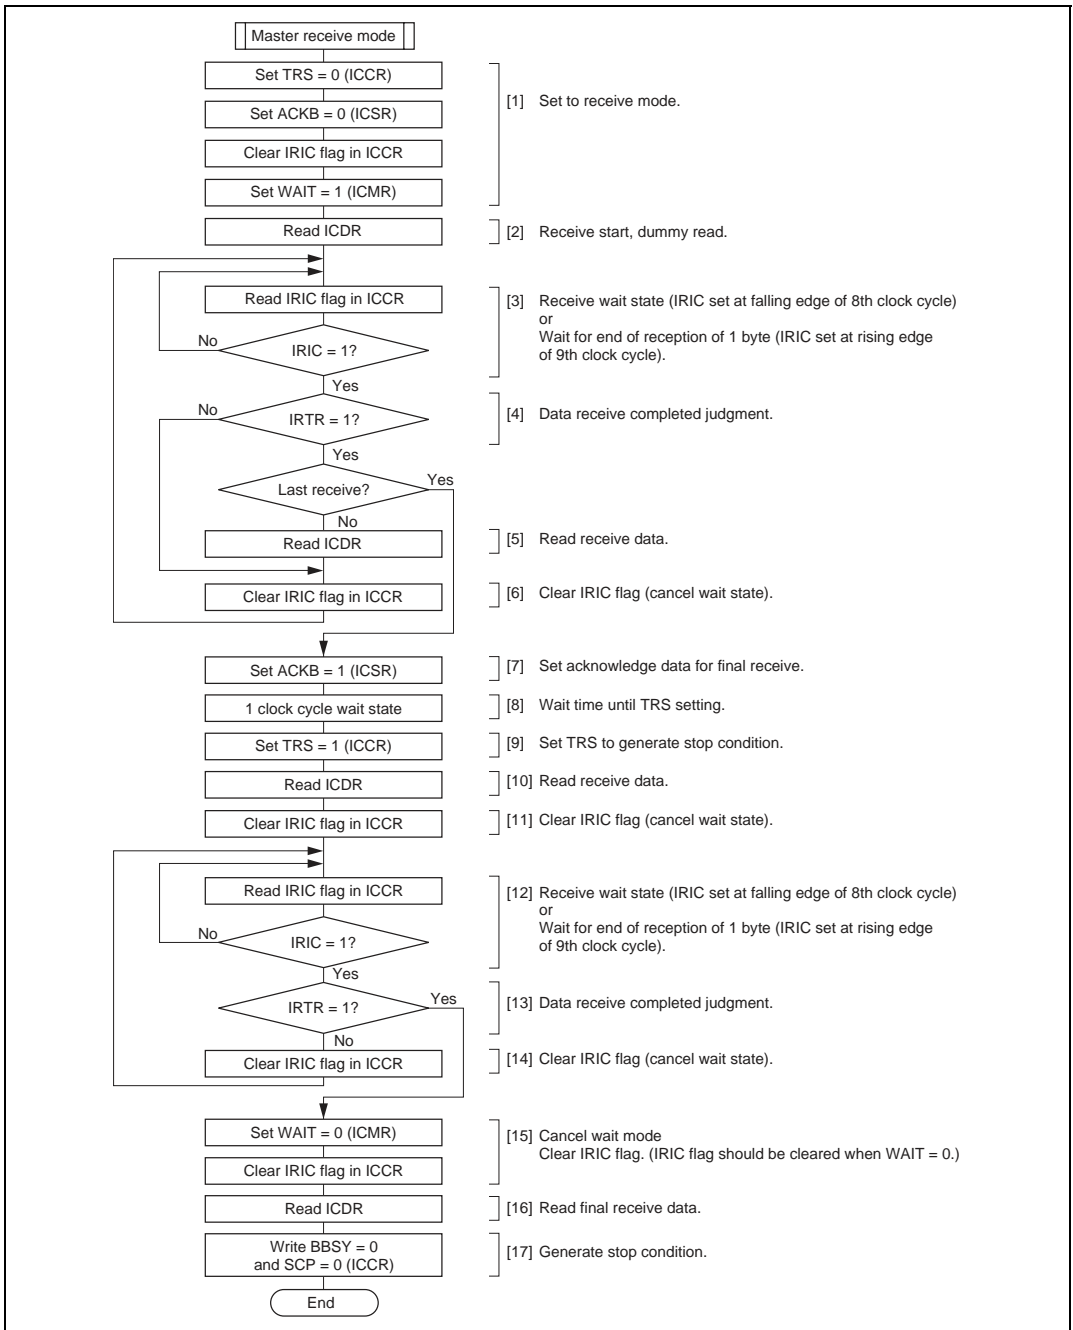 Master receive mode
Set TRS = 0 (ICCR)
[1] Set to receive mode.
Set ACKB = 0 (ICSR)
Clear IRIC flag in ICCR
Set WAIT = 1 (ICMR)
Read ICDR
[2] Receive start, dummy read.
Read IRIC flag in ICCR
[3] Receive wait state (IRIC set at falling edge of 8th clock cycle)
or
Wait for end of reception of 1 byte (IRIC set at rising edge
of 9th clock cycle).
No
IRIC = 1?
Yes
No
IRTR = 1?
[4] Data receive completed judgment.
Yes
Last receive?
Yes
No
Read ICDR
[5] Read receive data.
Clear IRIC flag in ICCR
[6] Clear IRIC flag (cancel wait state).
Set ACKB = 1 (ICSR)
[7] Set acknowledge data for final receive.
1 clock cycle wait state
[8] Wait time until TRS setting.
Set TRS = 1 (ICCR)
[9] Set TRS to generate stop condition.
Read ICDR
[10] Read receive data.
Clear IRIC flag in ICCR
[11] Clear IRIC flag (cancel wait state).
Read IRIC flag in ICCR
[12] Receive wait state (IRIC set at falling edge of 8th clock cycle)
or
Wait for end of reception of 1 byte (IRIC set at rising edge
of 9th clock cycle).
No
IRIC = 1?
Yes
IRTR = 1?
Yes
[13] Data receive completed judgment.
No
Clear IRIC flag in ICCR
[14] Clear IRIC flag (cancel wait state).
Set WAIT = 0 (ICMR)
[15] Cancel wait mode
Clear IRIC flag. (IRIC flag should be cleared when WAIT = 0.)
Clear IRIC flag in ICCR
Read ICDR
[16] Read final receive data.
Write BBSY = 0
and SCP = 0 (ICCR)
[17] Generate stop condition.
End